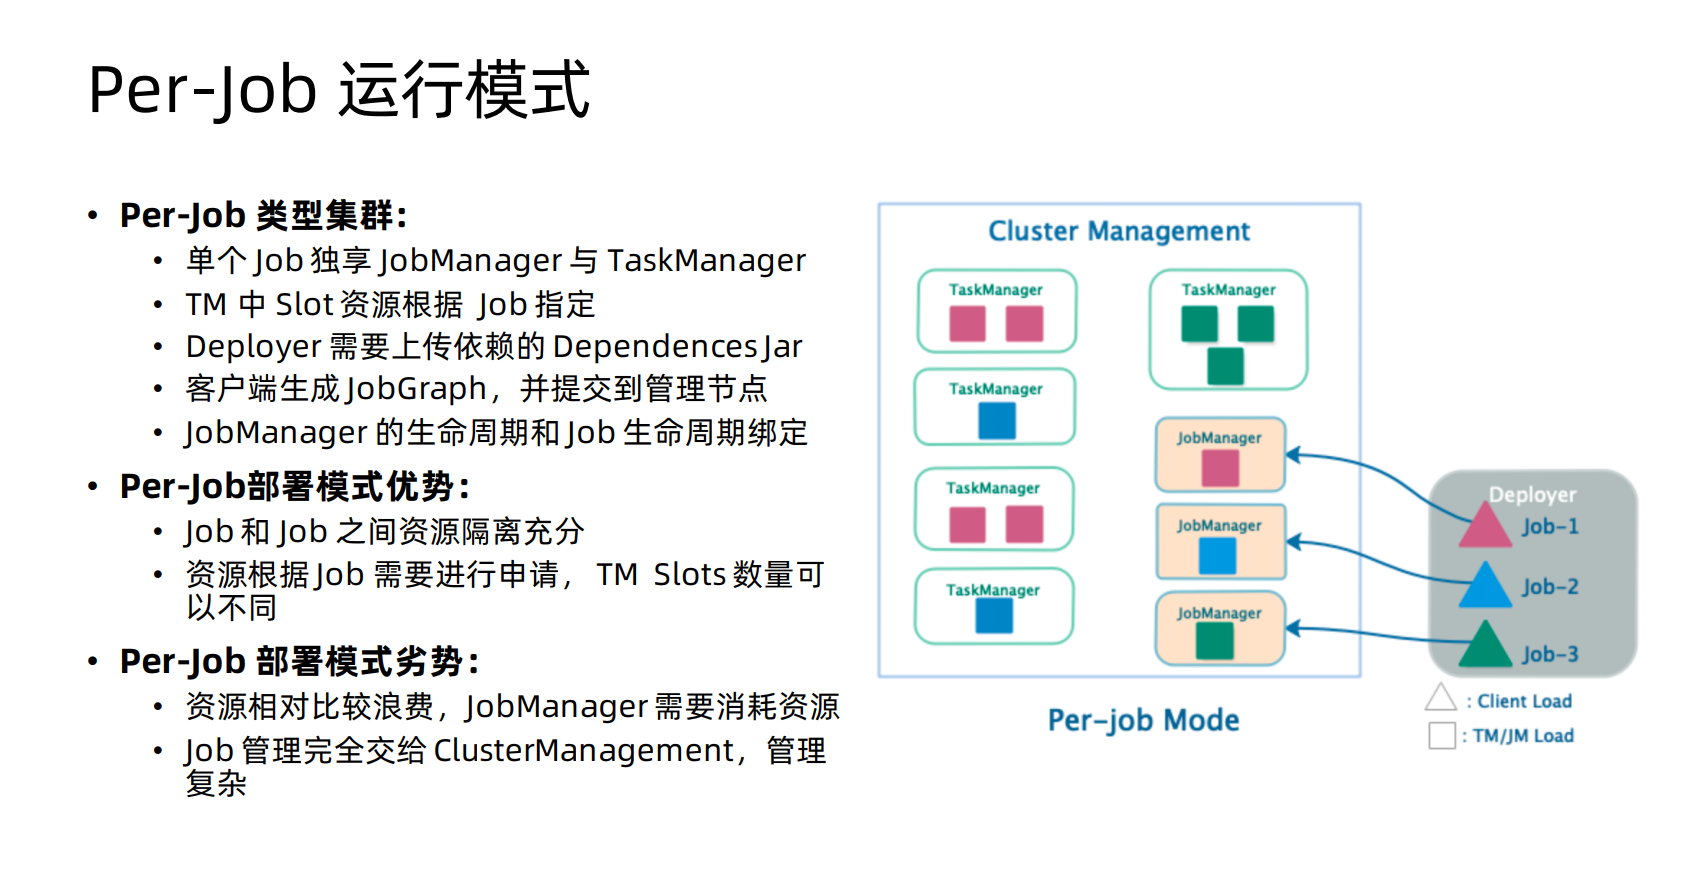 Per-Job 运行模式
• Per-Job 类型集群:
• 单个 Job 独享 JobManager 与 TaskManager
• TM 中 Slot 资源根据 Job 指定
• Deployer 需要上传依赖的 Dependences Jar
• 客户端生成 JobGraph，并提交到管理节点
• JobManager 的生命周期和 Job 生命周期绑定
• Per-Job部署模式优势：
• Job 和 Job 之间资源隔离充分
• 资源根据 Job 需要进行申请，TM Slots 数量可
以不同
• Per-Job 部署模式劣势：
• 资源相对比较浪费，JobManager 需要消耗资源
• Job 管理完全交给 ClusterManagement，管理
复杂
Cluster Management
TaskManager
TaskManager
TaskManager
TaskManager
TaskManager
JobManager
JobManager
JobManager
Deployer
Job-1
Job-2
Job-3
: Client Load
: TM/JM Load
Per-job Mode